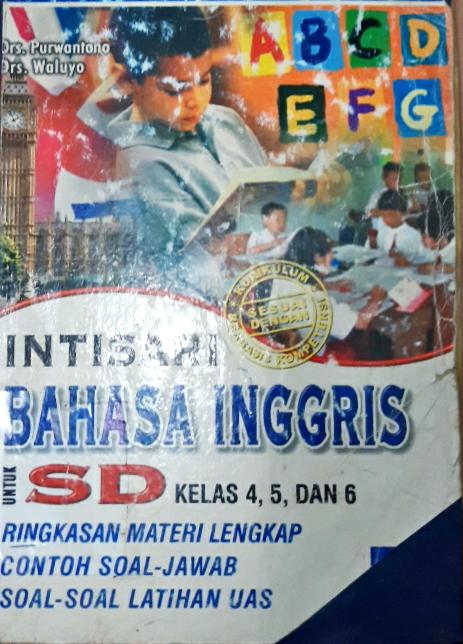 Drs. Purwantono
Drs. Waluyo
A B C D
E F G
KURIKULUM
SESUAI
DENGAN
BERBASIS KOMPETENSI
INTISARI
BAHASA INGGRIS
UNTUK SD KELAS 4, 5, DAN 6
RINGKASAN MATERI LENGKAP
CONTOH SOAL-JAWAB
SOAL-SOAL LATIHAN UAS